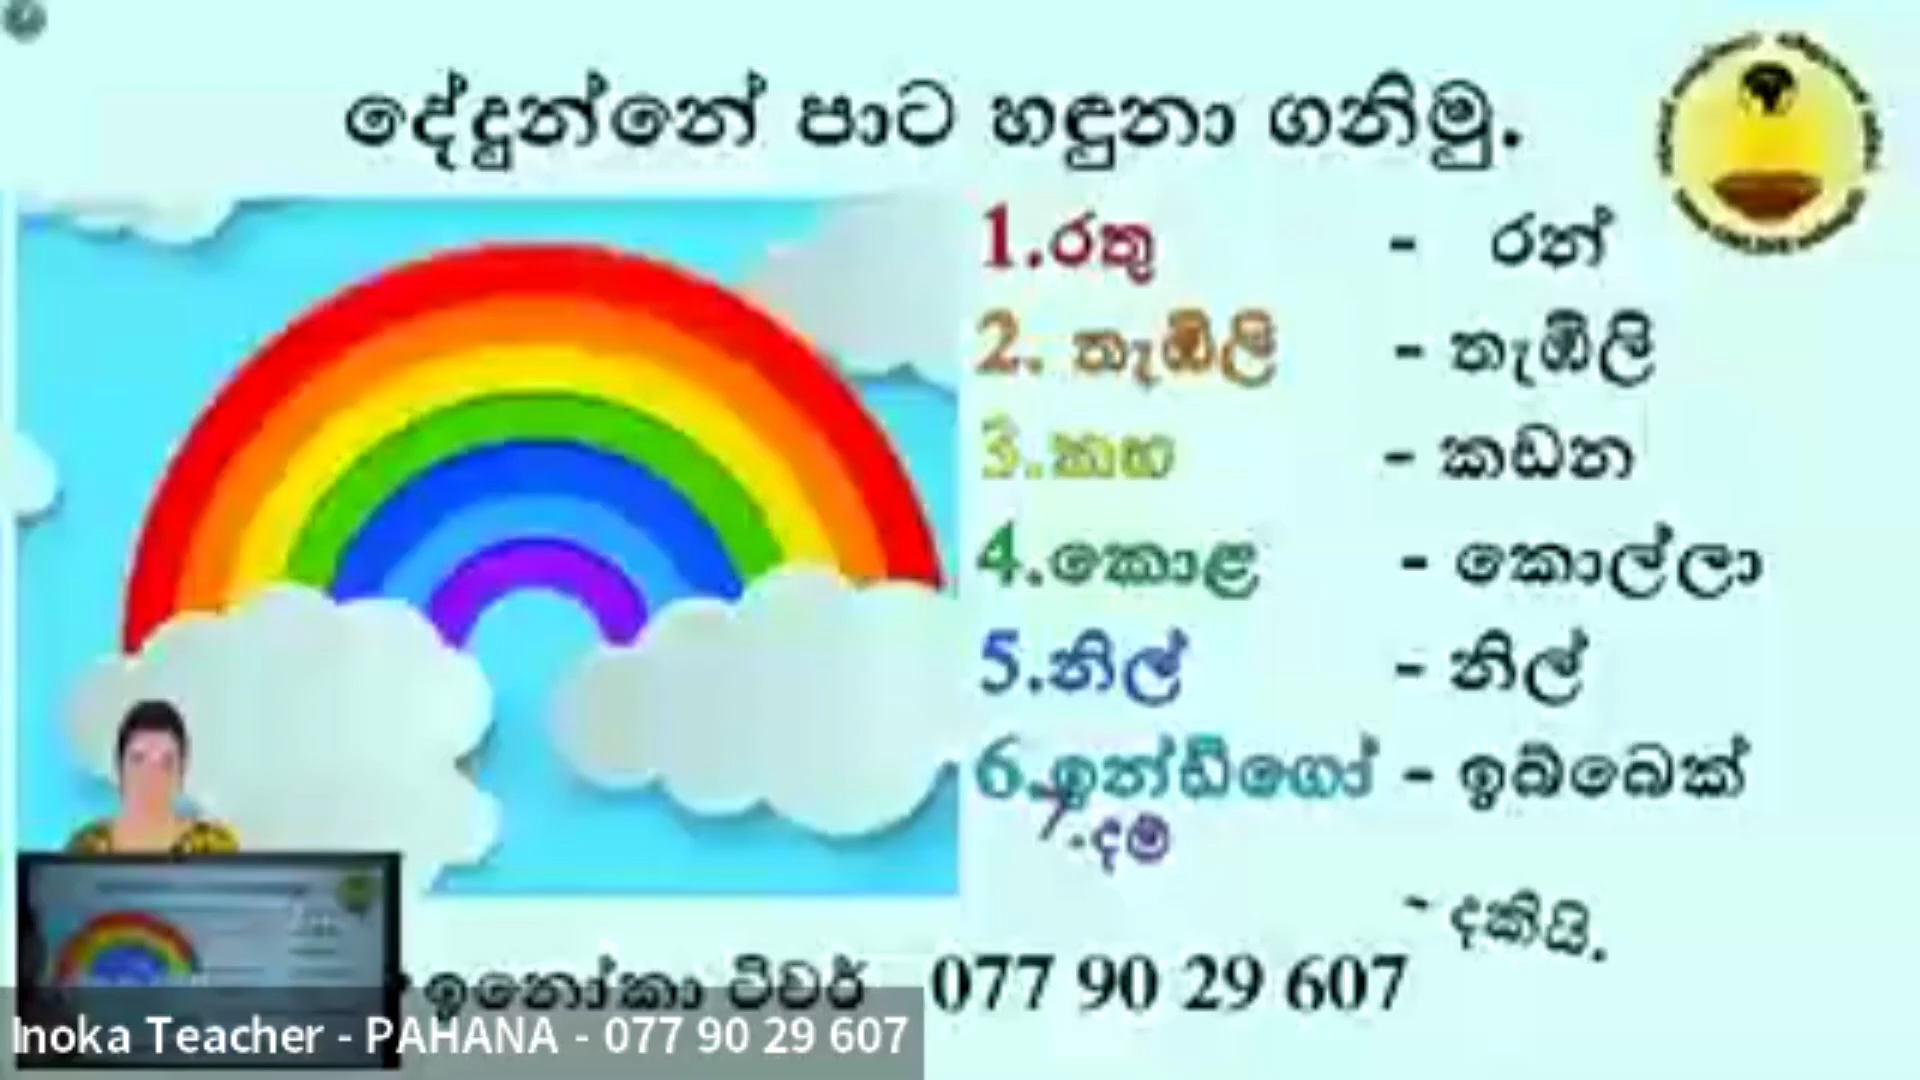 දේදුන්නේ පාට හඳුනා ගනිමු.
1.රතු - රන්
2. තැඹිලි - තැඹිලි
3.කහ - කඩන
4.කොළ - කොල්ලා
5.නිල් - නිල්
6.ඉන්ඩිගෝ - ඉබ්බෙක්
7.දම්
- දකියි.
ඉනෝකා ටීචර් 077 90 29 607
Inoka Teacher - PAHANA - 077 90 29 607